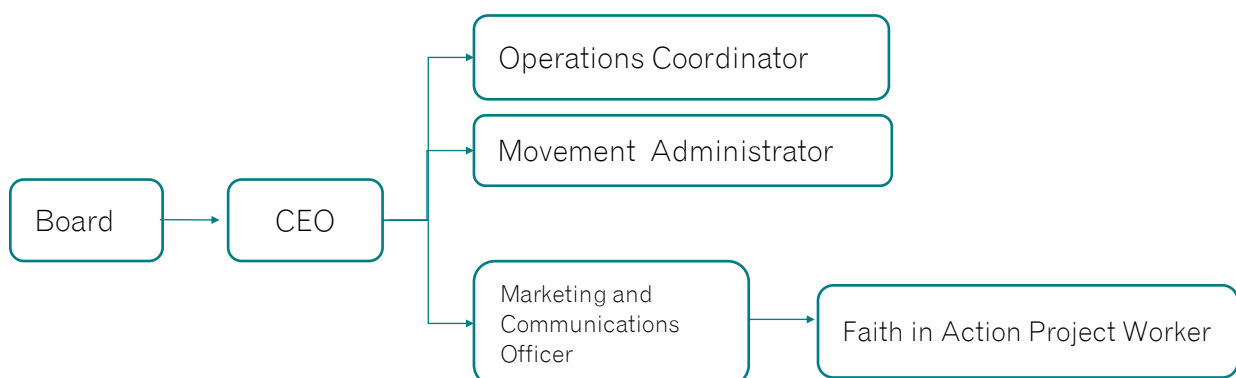 Operations Coordinator
Movement  Administrator
Board
CEO
Marketing and
Communications
Officer
Faith in Action Project Worker